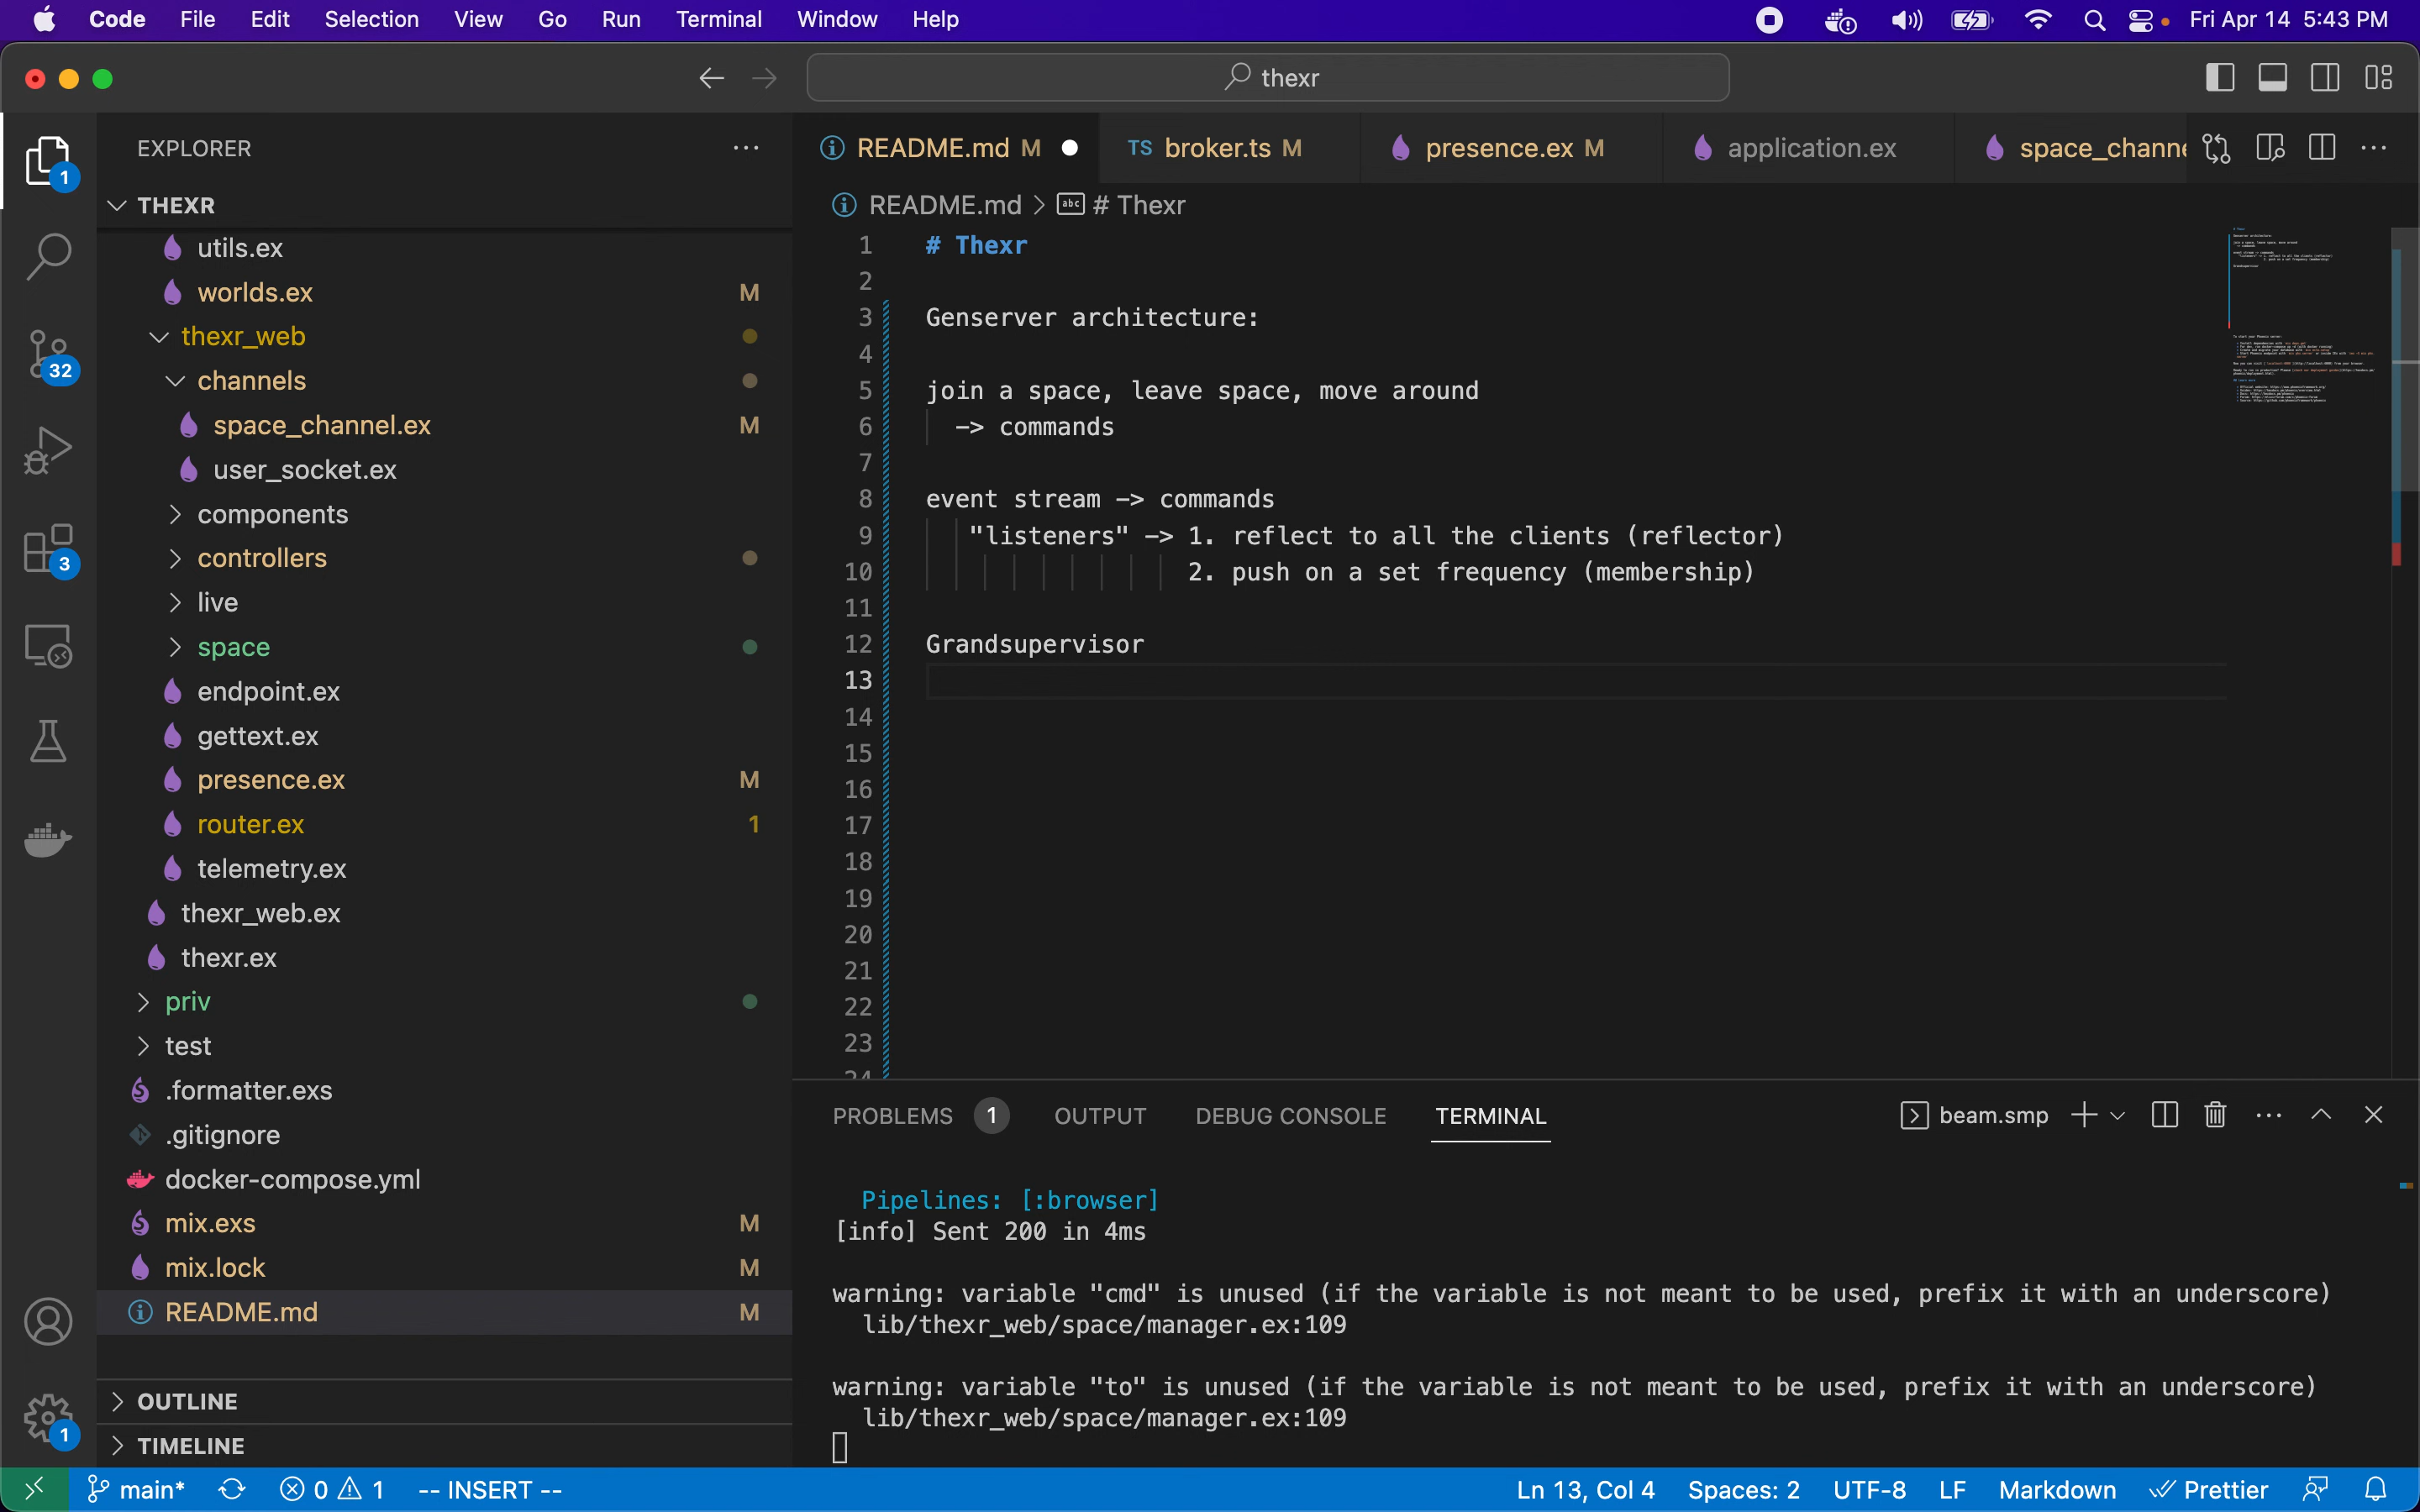 Code File Edit Selection View Go Run Terminal Window Help Fri Apr 14 5:43 PM
thexr
EXPLORER
THEXR
utils.ex
worlds.ex M
thexr_web
channels
space_channel.ex M
user_socket.ex
components
controllers
live
space
endpoint.ex
gettext.ex
presence.ex M
router.ex 1
telemetry.ex
thexr_web.ex
thexr.ex
priv
test
.formatter.exs
.gitignore
docker-compose.yml
mix.exs M
mix.lock M
README.md M
OUTLINE
TIMELINE
1
32
3
1
README.md M
TS broker.ts M
presence.ex M
application.ex
space_channe
README.md > abc # Thexr
1 # Thexr
2
3 Genserver architecture:
4
5 join a space, leave space, move around
6 -> commands
7
8 event stream -> commands
9 "listeners" -> 1. reflect to all the clients (reflector)
10 2. push on a set frequency (membership)
11
12 Grandsupervisor
13
14
15
16
17
18
19
20
21
22
23
24
PROBLEMS 1 OUTPUT DEBUG CONSOLE TERMINAL beam.smp
Pipelines: [:browser]
[info] Sent 200 in 4ms
warning: variable "cmd" is unused (if the variable is not meant to be used, prefix it with an underscore)
lib/thexr_web/space/manager.ex:109
warning: variable "to" is unused (if the variable is not meant to be used, prefix it with an underscore)
lib/thexr_web/space/manager.ex:109
main* 0 1 -- INSERT -- Ln 13, Col 4 Spaces: 2 UTF-8 LF Markdown Prettier